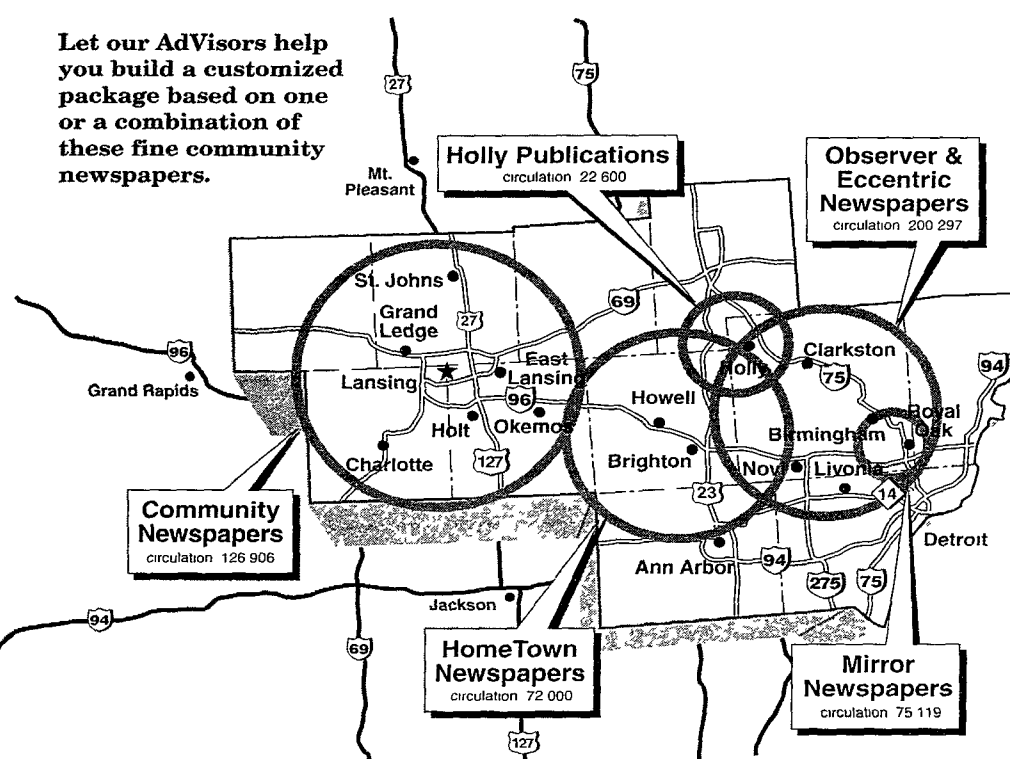 Let our AdVisors help
you build a customized
package based on one
or a combination of
these fine community
newspapers.
27
75
Mt.
Pleasant
Holly Publications
circulation 22 600
Observer &
Eccentric
Newspapers
circulation 200 297
St. Johns
Grand
Ledge
27
69
96
Grand Rapids
Lansing
East
Lansing
96
Holt
Okemos
Charlotte
127
Holly
Clarkston
75
94
Howell
Royal
Oak
Birmingham
Brighton
Novi
Livonia
23
14
Community
Newspapers
circulation 126 906
Detroit
Ann Arbor
94
275
75
Jackson
94
69
HomeTown
Newspapers
circulation 72 000
127
Mirror
Newspapers
circulation 75 119